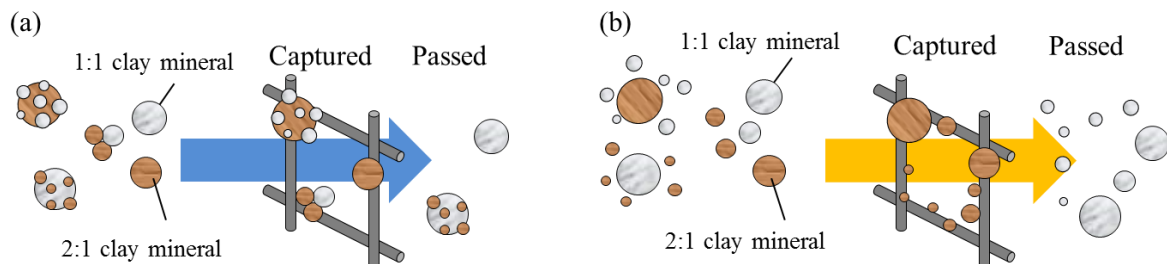 (a)
1:1 clay mineral
Captured
Passed
2:1 clay mineral
(b)
1:1 clay mineral
Captured
Passed
2:1 clay mineral